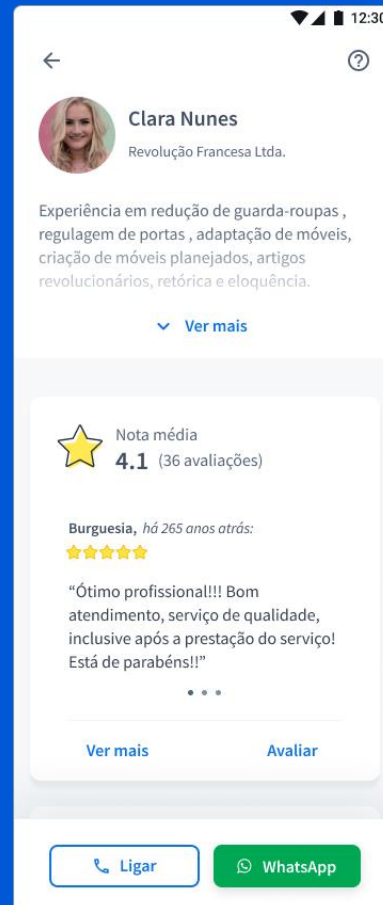 12:30
Clara Nunes
Revolução Francesa Ltda.
Experiência em redução de guarda-roupas ,
regulagem de portas , adaptação de móveis,
criação de móveis planejados, artigos
revolucionários, retórica e eloquência.
Ver mais
Nota média
4.1 (36 avaliações)
Burguesia, há 265 anos atrás:
“Ótimo profissional!!! Bom
atendimento, serviço de qualidade,
inclusive após a prestação do serviço!
Está de parabéns!!”
Ver mais Avaliar
Ligar WhatsApp